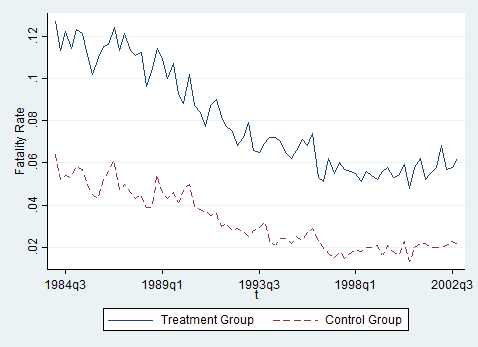 .12
.1
.08
.06
.04
.02
Fatality Rate
1984q3 1989q1 1993q3 1998q1 2002q3
t
Treatment Group Control Group